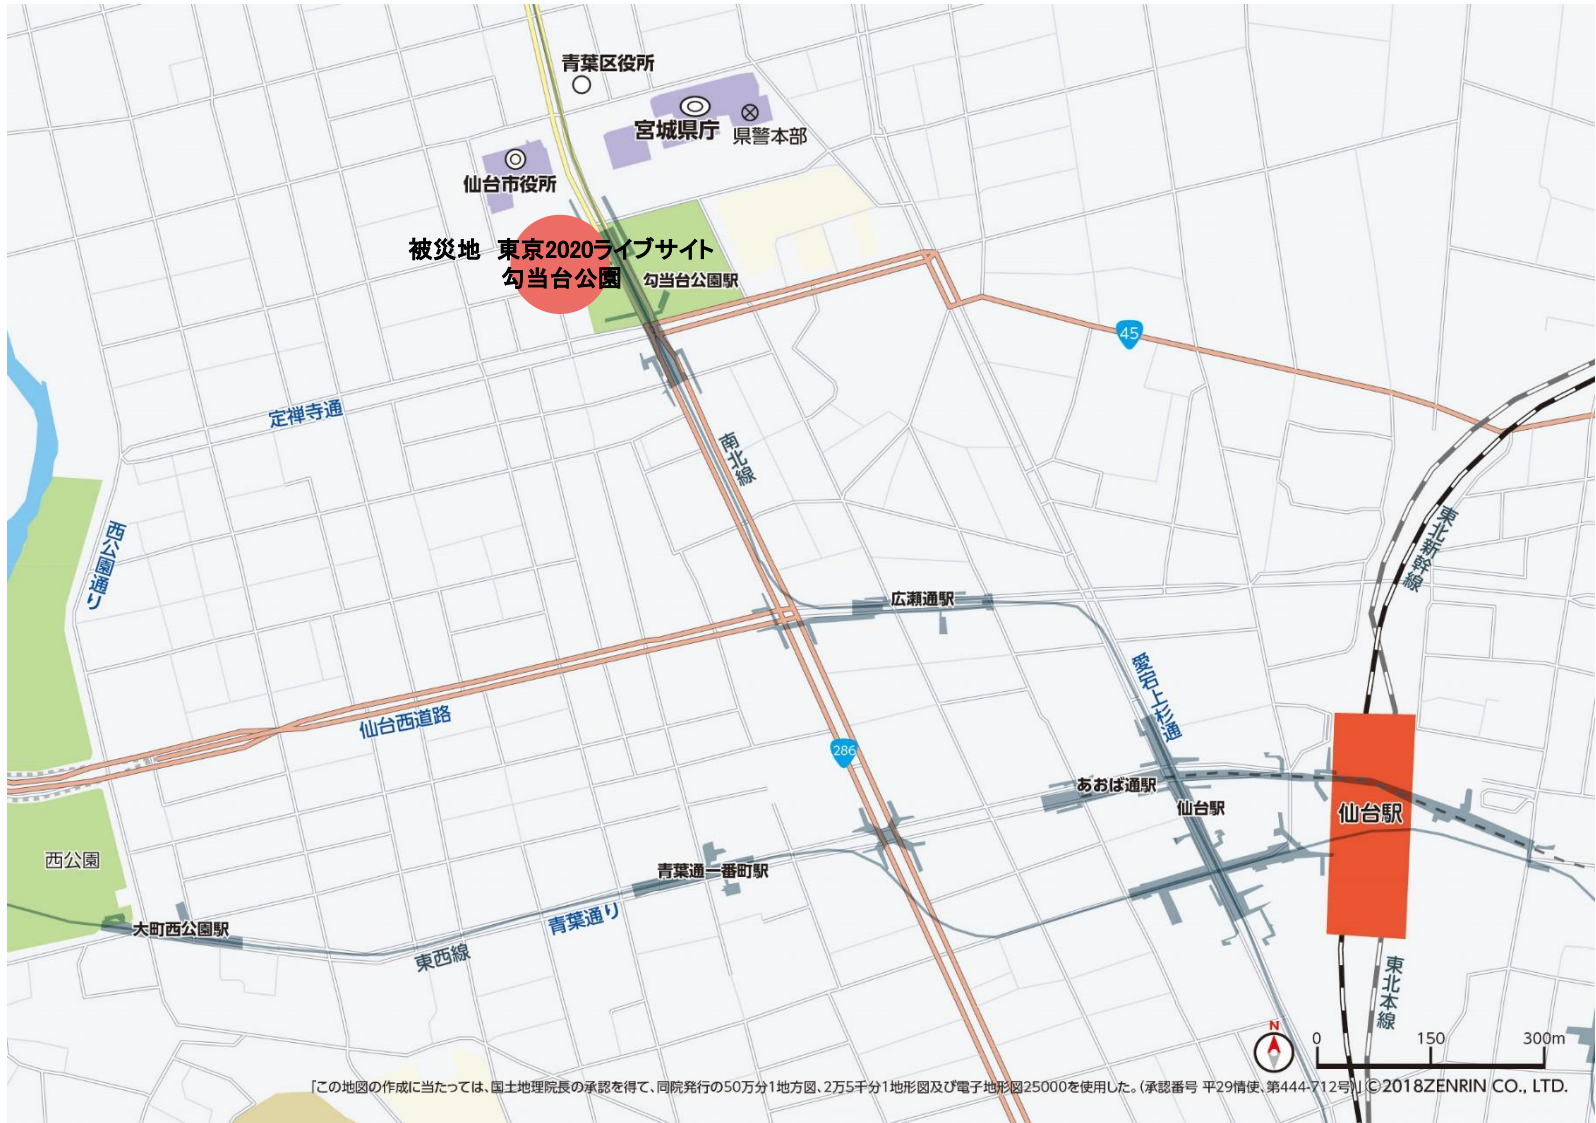 青葉区役所
宮城県庁
県警本部
仙台市役所
被災地 東京2020ライブサイト
勾当台公園
勾当台公園駅
45
定禅寺通
南北線
西公園通り
東北新幹線
広瀬通駅
愛宕上杉通
仙台西道路
286
あおば通駅
仙台駅
仙台駅
西公園
青葉通一番町駅
大町西公園駅
青葉通り
東西線
東北本線
N
0 150 300m
「この地図の作成に当たっては、国土地理院長の承認を得て、同院発行の50万分1地方図、2万5千分1地形図及び電子地形図25000を使用した。(承認番号 平29情使、第444-712号)」©2018ZENRIN CO., LTD.